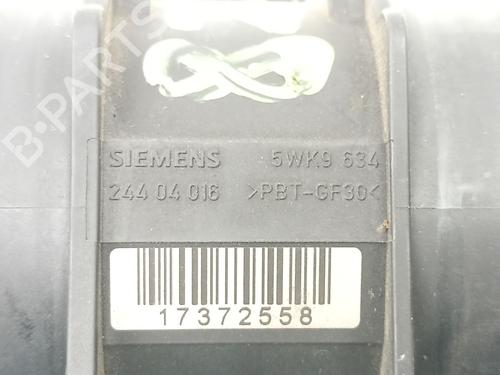 B-PARTS
SIEMENS 5WK9 634
244 04 016 >PBT-GF30<
17372558